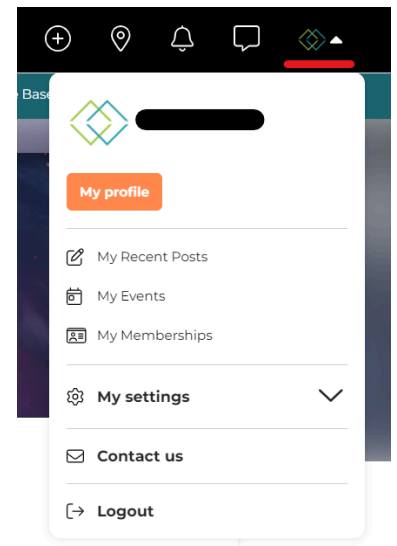 Base
My profile
My Recent Posts
My Events
My Memberships
My settings
Contact us
Logout